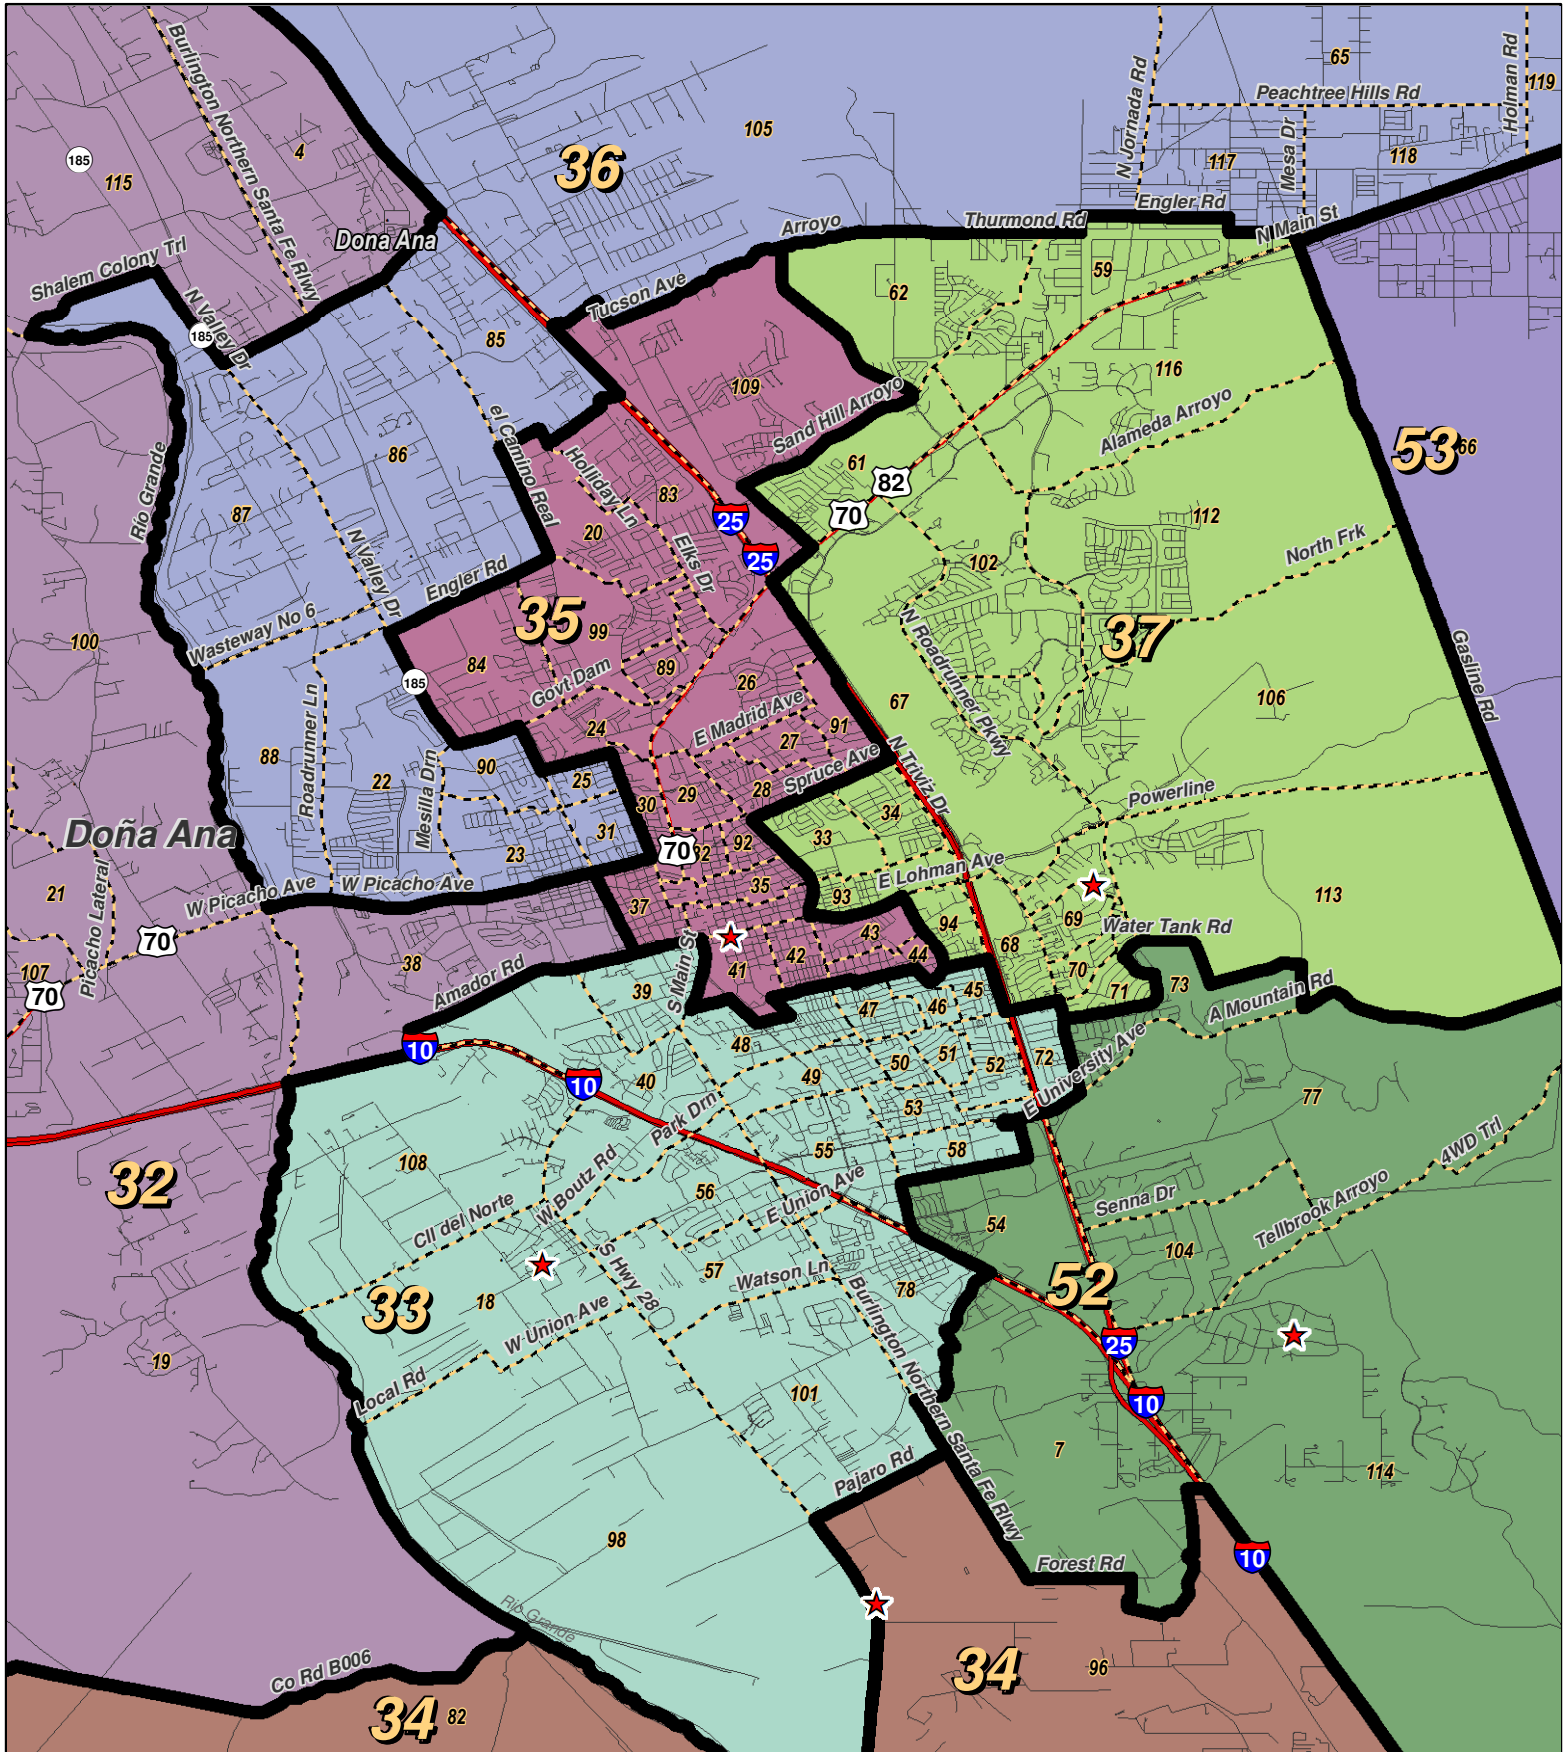 65
119
Holman Rd
Peachtree Hills Rd
N Jornada Rd
Mesa Dr
Burlington Northern Santa Fe Rlwy
105
4
185
115
36
117
118
Engler Rd
Thurmond Rd
Arroyo
N Main St
Dona Ana
Shalem Colony Trl
N Valley Dr
185
Tucson Ave
62
59
85
116
109
Sand Hill Arroyo
Alameda Arroyo
el Camino Real
53
66
Rio Grande
86
Holliday Ln
61
82
70
87
83
25
20
112
North Frk
25
Elks Dr
102
N Valley Dr
Engler Rd
Wasteway No 6
35
99
37
N Roadrunner Pkwy
100
84
Govt Dam
89
185
26
67
106
Gasline Rd
Roadrunner Ln
24
E Madrid Ave
27
91
88
Mesilla Drn
90
22
25
Spruce Ave
N Triviz Dr
28
29
30
Powerline
34
Doña Ana
31
33
92
70
23
21
Picacho Lateral
W Picacho Ave
W Picacho Ave
E Lohman Ave
35
93
37
69
113
94
Water Tank Rd
43
70
38
S Main St
42
44
68
107
70
41
70
73
Amador Rd
39
45
71
A Mountain Rd
46
47
10
48
51
72
E University Ave
50
52
10
40
49
77
Park Drn
53
4WD Trl
55
58
108
32
W Boutz Rd
56
E Union Ave
Senna Dr
Tellbrook Arroyo
Cll del Norte
54
104
S Hwy 28
57
Watson Ln
52
78
33
18
W Union Ave
25
19
Local Rd
101
10
Burlington Northern Santa Fe Rlwy
7
114
Pajaro Rd
98
10
Forest Rd
Rio Grande
Co Rd B006
34
96
34
82